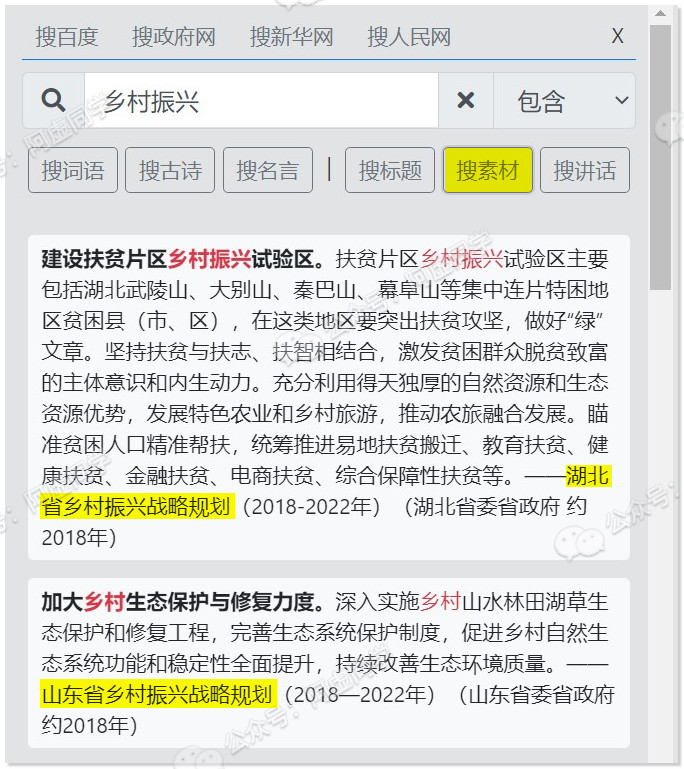 搜百度 搜政府网 搜新华网 搜人民网 X
乡村振兴 包含
搜词语 搜古诗 搜名言 | 搜标题 搜素材 搜讲话
建设扶贫片区乡村振兴试验区。扶贫片区乡村振兴试验区主要
包括湖北武陵山、大别山、秦巴山、幕阜山等集中连片特困地
区贫困县（市、区），在这类地区要突出扶贫攻坚，做好“绿”
文章。坚持扶贫与扶志、扶智相结合，激发贫困群众脱贫致富
的主体意识和内生动力。充分利用得天独厚的自然资源和生态
资源优势，发展特色农业和乡村旅游，推动农旅融合发展。瞄
准贫困人口精准帮扶，统筹推进易地扶贫搬迁、教育扶贫、健
康扶贫、金融扶贫、电商扶贫、综合保障性扶贫等。——湖北
省乡村振兴战略规划（2018-2022年）（湖北省委省政府 约
2018年）
加大乡村生态保护与修复力度。深入实施乡村山水林田湖草生
态保护和修复工程，完善生态系统保护制度，促进乡村自然生
态系统功能和稳定性全面提升，持续改善生态环境质量。——
山东省乡村振兴战略规划（2018—2022年）（山东省委省政府
约2018年）
公众号：阿虚同学